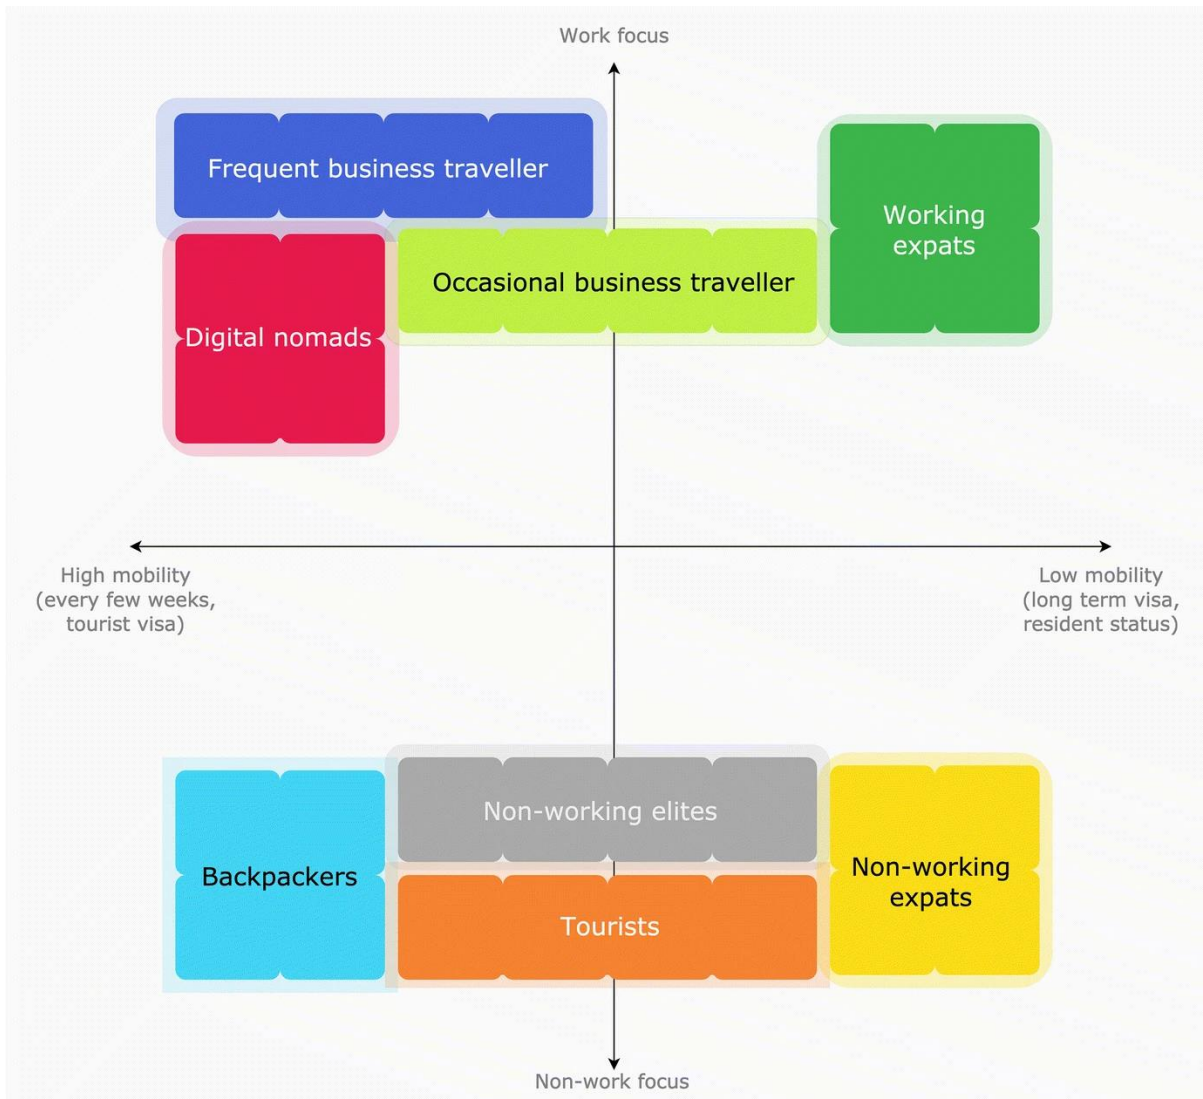 Work focus
Frequent business traveller
Working
expats
Occasional business traveller
Digital nomads
High mobility
(every few weeks,
tourist visa)
Low mobility
(long term visa,
resident status)
Non-working elites
Backpackers
Non-working
expats
Tourists
Non-work focus